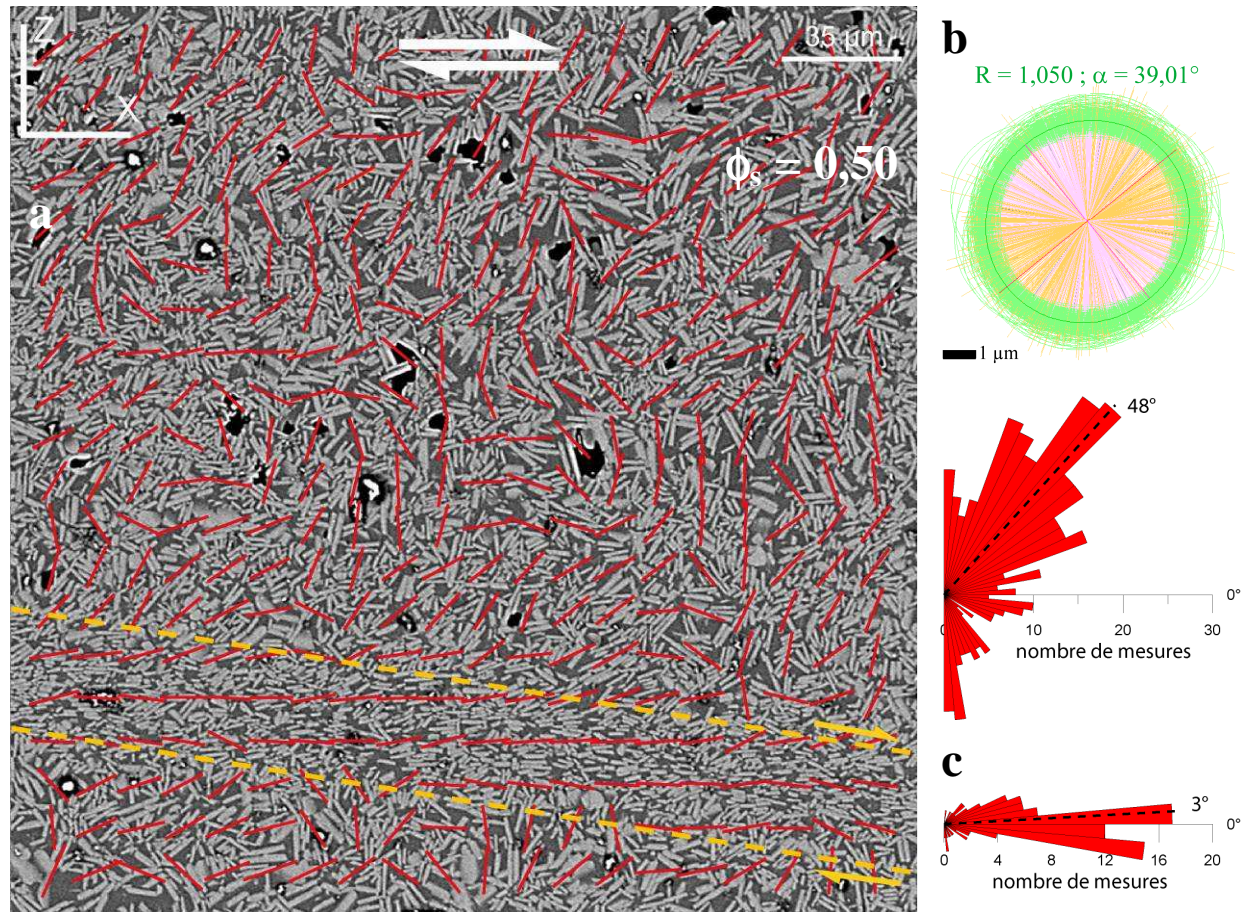 Z
X
35 µm
ϕs = 0,50
a
b
R = 1,050 ; α = 39,01°
1 µm
48°
0°
0 10 20 30
nombre de mesures
c
3°
0°
0 4 8 12 16 20
nombre de mesures